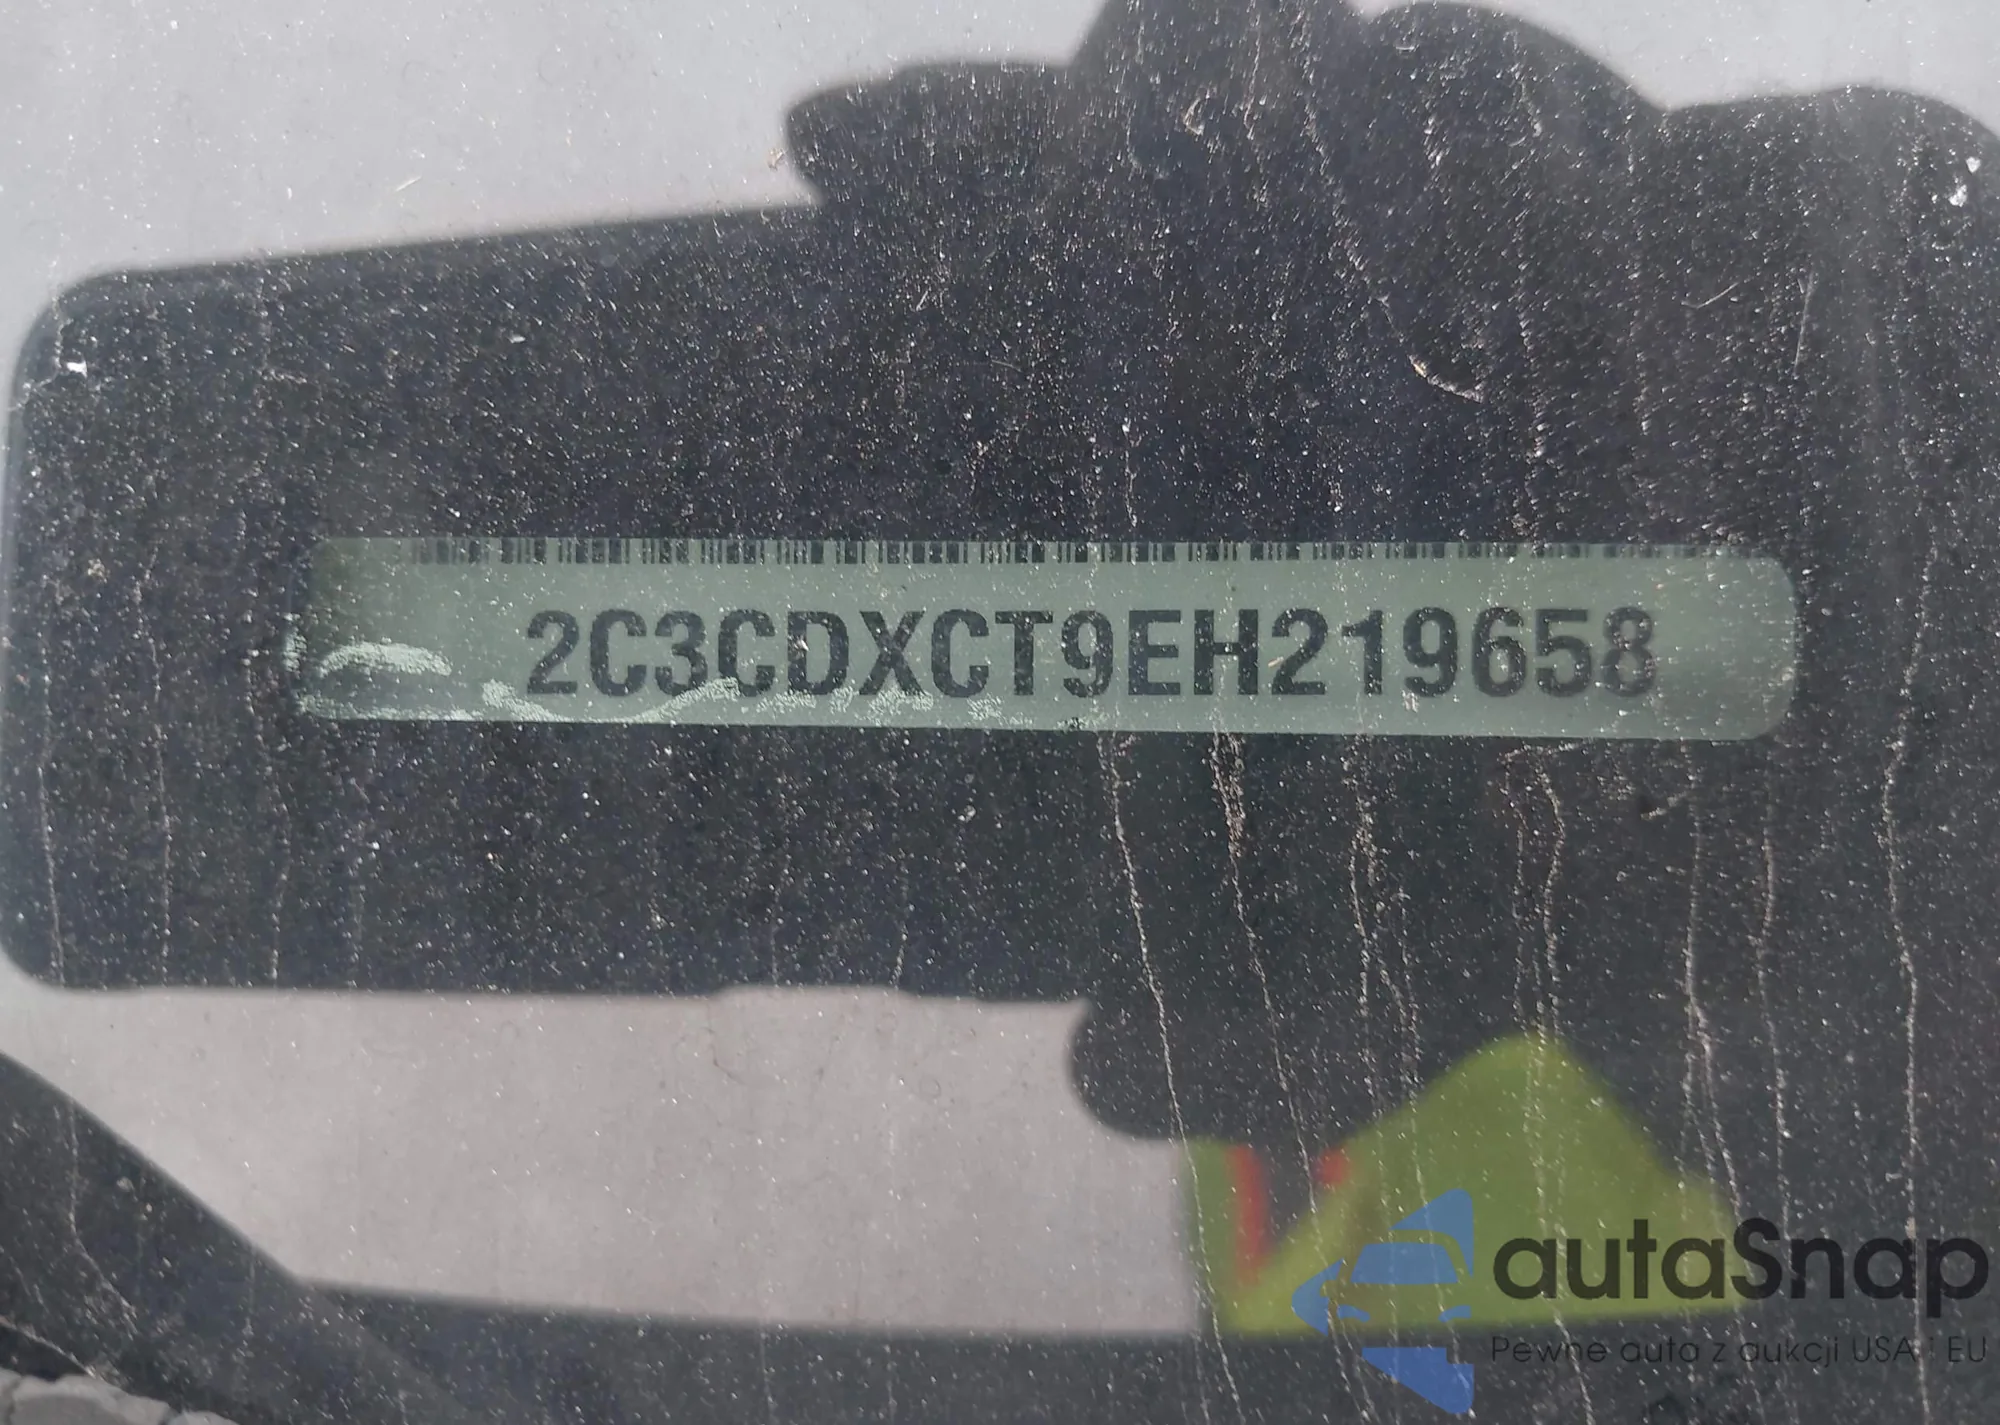 2C3CDXCT9EH219658
autaSnap
Pewne auta z aukcji USA i EU